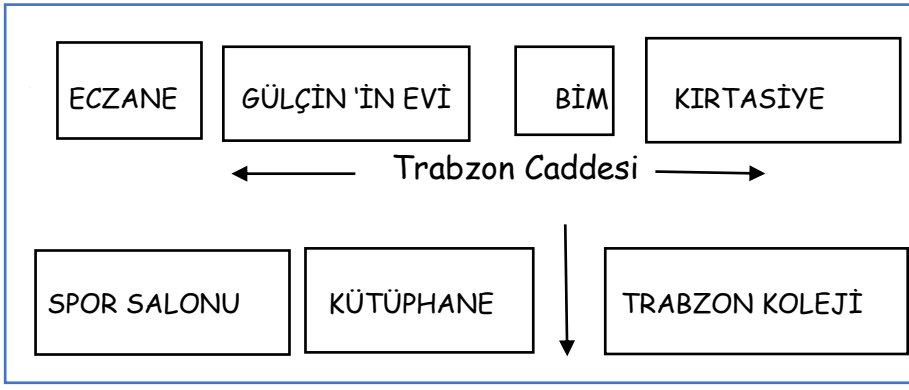 ECZANE GÜLÇİN ‘İN EVİ BİM KIRTASİYE
Trabzon Caddesi
SPOR SALONU KÜTÜPHANE TRABZON KOLEJİ